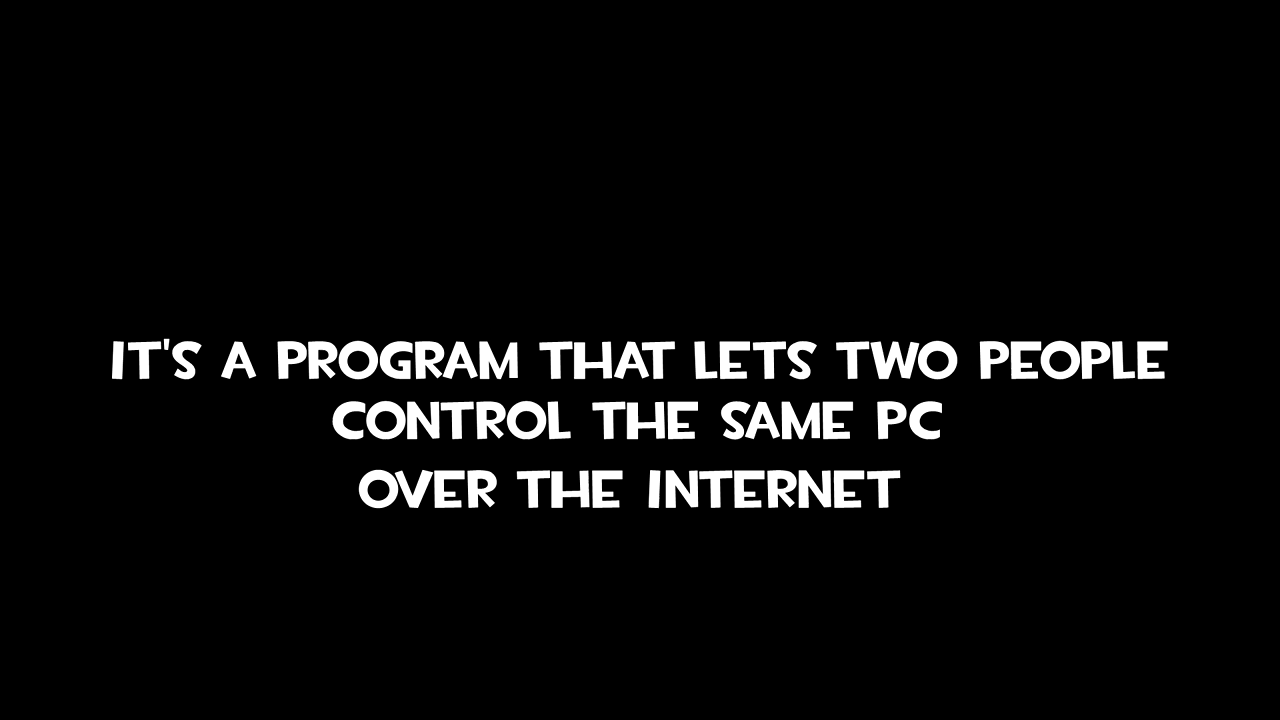 IT'S A PROGRAM THAT LETS TWO PEOPLE
CONTROL THE SAME PC
OVER THE INTERNET